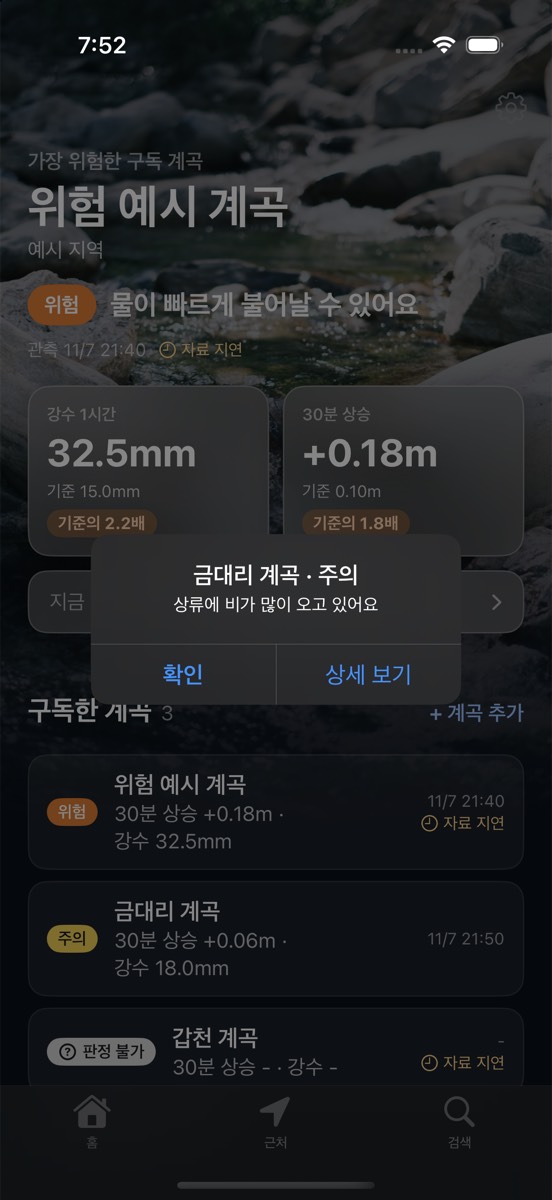 7:52
가장 위험한 구독 계곡
위험 예시 계곡
예시 지역
위험 물이 빠르게 불어날 수 있어요
관측 11/7 21:40 자료 지연
강수 1시간
32.5mm
기준 15.0mm
기준의 2.2배
30분 상승
+0.18m
기준 0.10m
기준의 1.8배
지금
금대리 계곡 · 주의
상류에 비가 많이 오고 있어요
확인 상세 보기
구독한 계곡 3 + 계곡 추가
위험
위험 예시 계곡
30분 상승 +0.18m ·
강수 32.5mm
11/7 21:40
자료 지연
주의
금대리 계곡
30분 상승 +0.06m ·
강수 18.0mm
11/7 21:50
판정 불가
갑천 계곡
30분 상승 - · 강수 -
-
자료 지연
홈 근처 검색